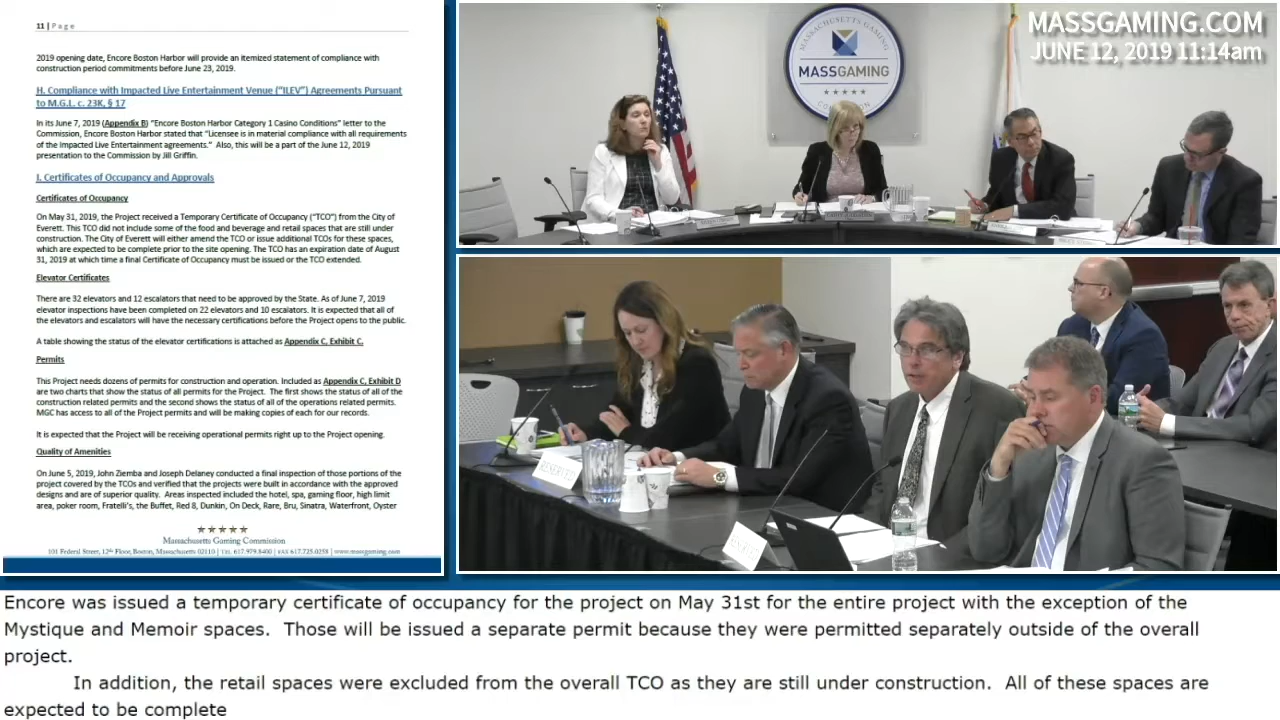 11 | Page
2019 opening date, Encore Boston Harbor will provide an itemized statement of compliance with
construction period commitments before June 23, 2019.
H. Compliance with Impacted Live Entertainment Venue ("ILEV") Agreements Pursuant
to M.G.L. c. 23K, § 17
In its June 7, 2019 (Appendix B) "Encore Boston Harbor Category 1 Casino Conditions" letter to the
Commission, Encore Boston Harbor stated that "Licensee is in material compliance with all requirements
of the Impacted Live Entertainment agreements." Also, this will be a part of the June 12, 2019
presentation to the Commission by Jill Griffin.
I. Certificates of Occupancy and Approvals
Certificates of Occupancy
On May 31, 2019, the Project received a Temporary Certificate of Occupancy ("TCO") from the City of
Everett. This TCO did not include some of the food and beverage and retail spaces that are still under
construction. The City of Everett will either amend the TCO or issue additional TCOs for these spaces,
which are expected to be complete prior to the site opening. The TCO has an expiration date of August
31, 2019 at which time a final Certificate of Occupancy must be issued or the TCO extended.
Elevator Certificates
There are 32 elevators and 12 escalators that need to be approved by the State. As of June 7, 2019
elevator inspections have been completed on 22 elevators and 10 escalators. It is expected that all of
the elevators and escalators will have the necessary certifications before the Project opens to the public.
A table showing the status of the elevator certifications is attached as Appendix C, Exhibit C.
Permits
This Project needs dozens of permits for construction and operation. Included as Appendix C, Exhibit D
are two charts that show the status of all permits for the Project. The first shows the status of all of the
construction related permits and the second shows the status of all of the operations related permits.
MGC has access to all of the Project permits and will be making copies of each for our records.
It is expected that the Project will be receiving operational permits right up to the Project opening.
Quality of Amenities
On June 5, 2019, John Ziemba and Joseph Delaney conducted a final inspection of those portions of the
project covered by the TCOs and verified that the projects were built in accordance with the approved
designs and are of superior quality. Areas inspected included the hotel, spa, gaming floor, high limit
area, poker room, Fratelli's, the Buffet, Red 8, Dunkin, On Deck, Rare, Bru, Sinatra, Waterfront, Oyster
★★★★★
Massachusetts Gaming Commission
101 Federal Street, 12th Floor, Boston, Massachusetts 02110 | TEL 617.979.8400 | FAX 617.725.0258 | www.massgaming.com
MASSACHUSETTS GAMING
MASSGAMING
★★★★★
MASSGAMING.COM
JUNE 12, 2019 11:14am
RESERVED
RESERVED
Encore was issued a temporary certificate of occupancy for the project on May 31st for the entire project with the exception of the
Mystique and Memoir spaces. Those will be issued a separate permit because they were permitted separately outside of the overall
project.
In addition, the retail spaces were excluded from the overall TCO as they are still under construction. All of these spaces are
expected to be complete